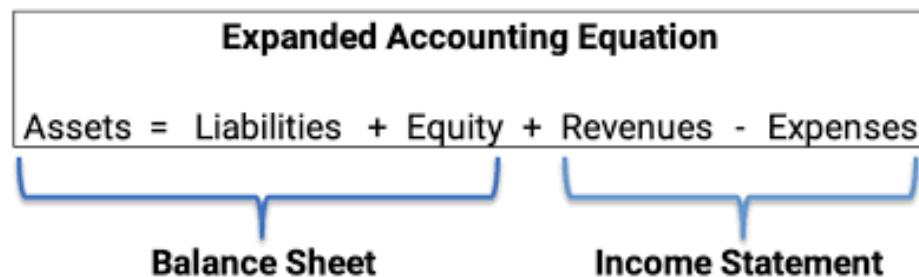 Expanded Accounting Equation
Assets = Liabilities + Equity + Revenues - Expenses
Balance Sheet
Income Statement